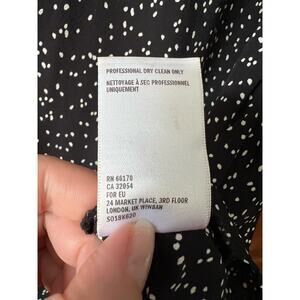 PROFESSIONAL DRY CLEAN ONLY
NETTOYAGE À SEC PROFESSIONNEL
UNIQUEMENT
RN 66170
CA 32054
FOR EU
24 MARKET PLACE, 3RD FLOOR
LONDON, UK W1W8AN
S018K620